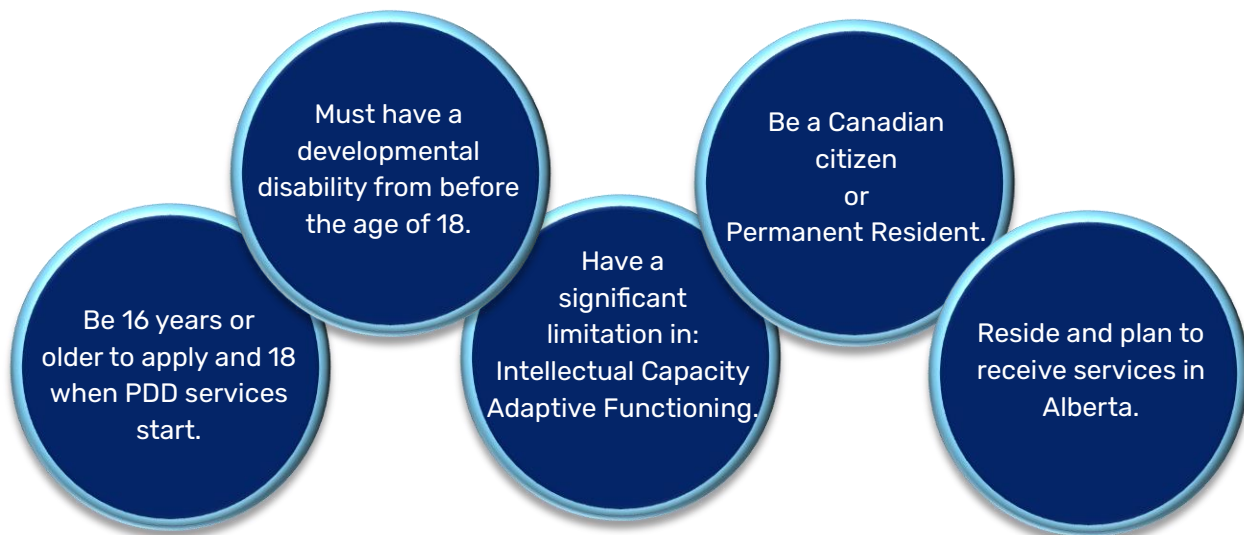 Be 16 years or
older to apply and 18
when PDD services
start.
Must have a
developmental
disability from before
the age of 18.
Have a
significant
limitation in:
Intellectual Capacity
Adaptive Functioning.
Be a Canadian
citizen
or
Permanent Resident.
Reside and plan to
receive services in
Alberta.